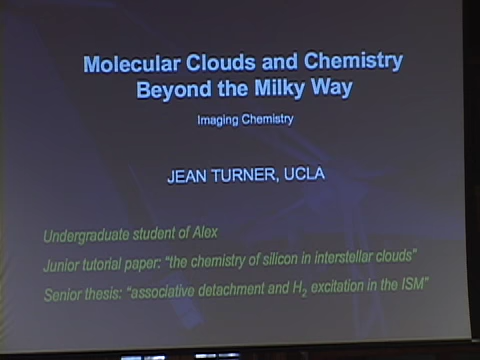 Molecular Clouds and Chemistry
Beyond the Milky Way
Imaging Chemistry
JEAN TURNER, UCLA
Undergraduate student of Alex
Junior tutorial paper: “the chemistry of silicon in interstellar clouds”
Senior thesis: “associative detachment and H₂ excitation in the ISM”